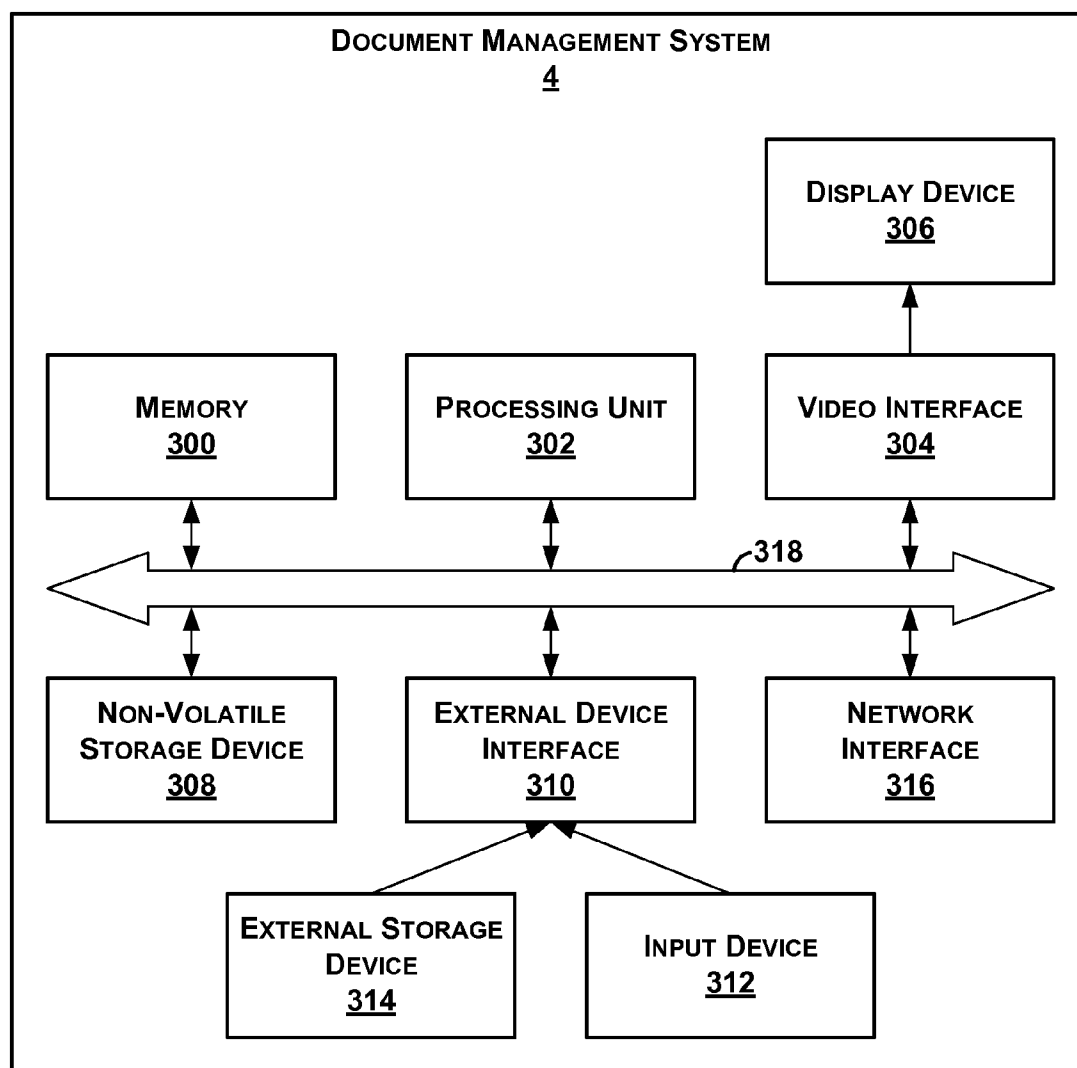 DOCUMENT MANAGEMENT SYSTEM
4
DISPLAY DEVICE
306
MEMORY
300
PROCESSING UNIT
302
VIDEO INTERFACE
304
318
NON-VOLATILE
STORAGE DEVICE
308
EXTERNAL DEVICE
INTERFACE
310
NETWORK
INTERFACE
316
EXTERNAL STORAGE
DEVICE
314
INPUT DEVICE
312